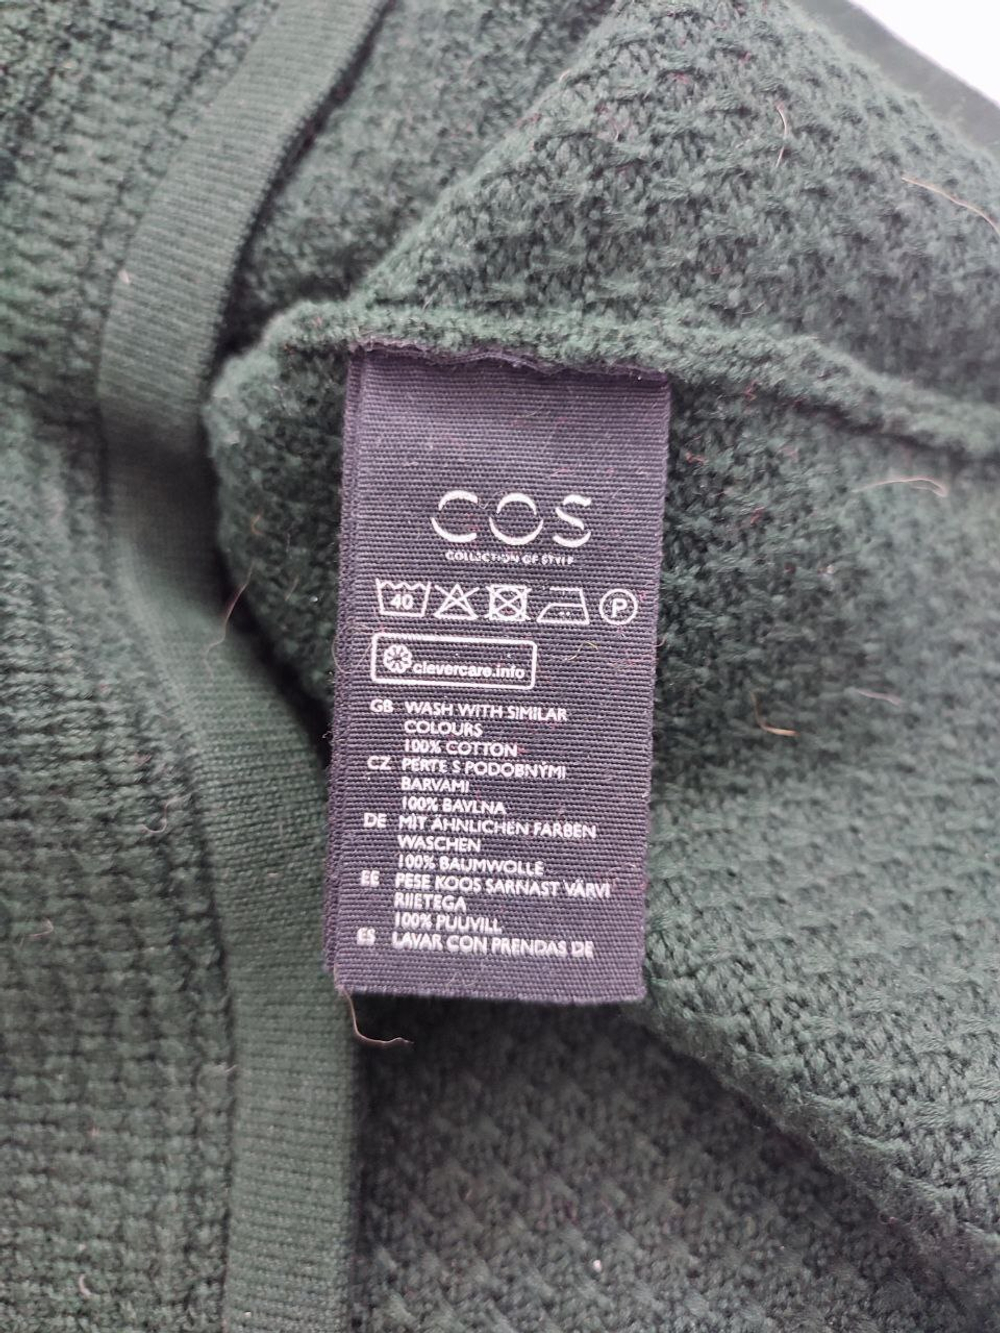 COS
COLLECTION OF STYLE
40 P
clevercare.info
GB WASH WITH SIMILAR
COLOURS
100% COTTON
CZ PERTE S PODOBNÝMI
BARVAMI
100% BAVLNA
DE MIT ÄHNLICHEN FARBEN
WASCHEN
100% BAUMWOLLE
EE PESE KOOS SARNAST VÄRVI
RIIETEGA
100% PUUVILL
ES LAVAR CON PRENDAS DE